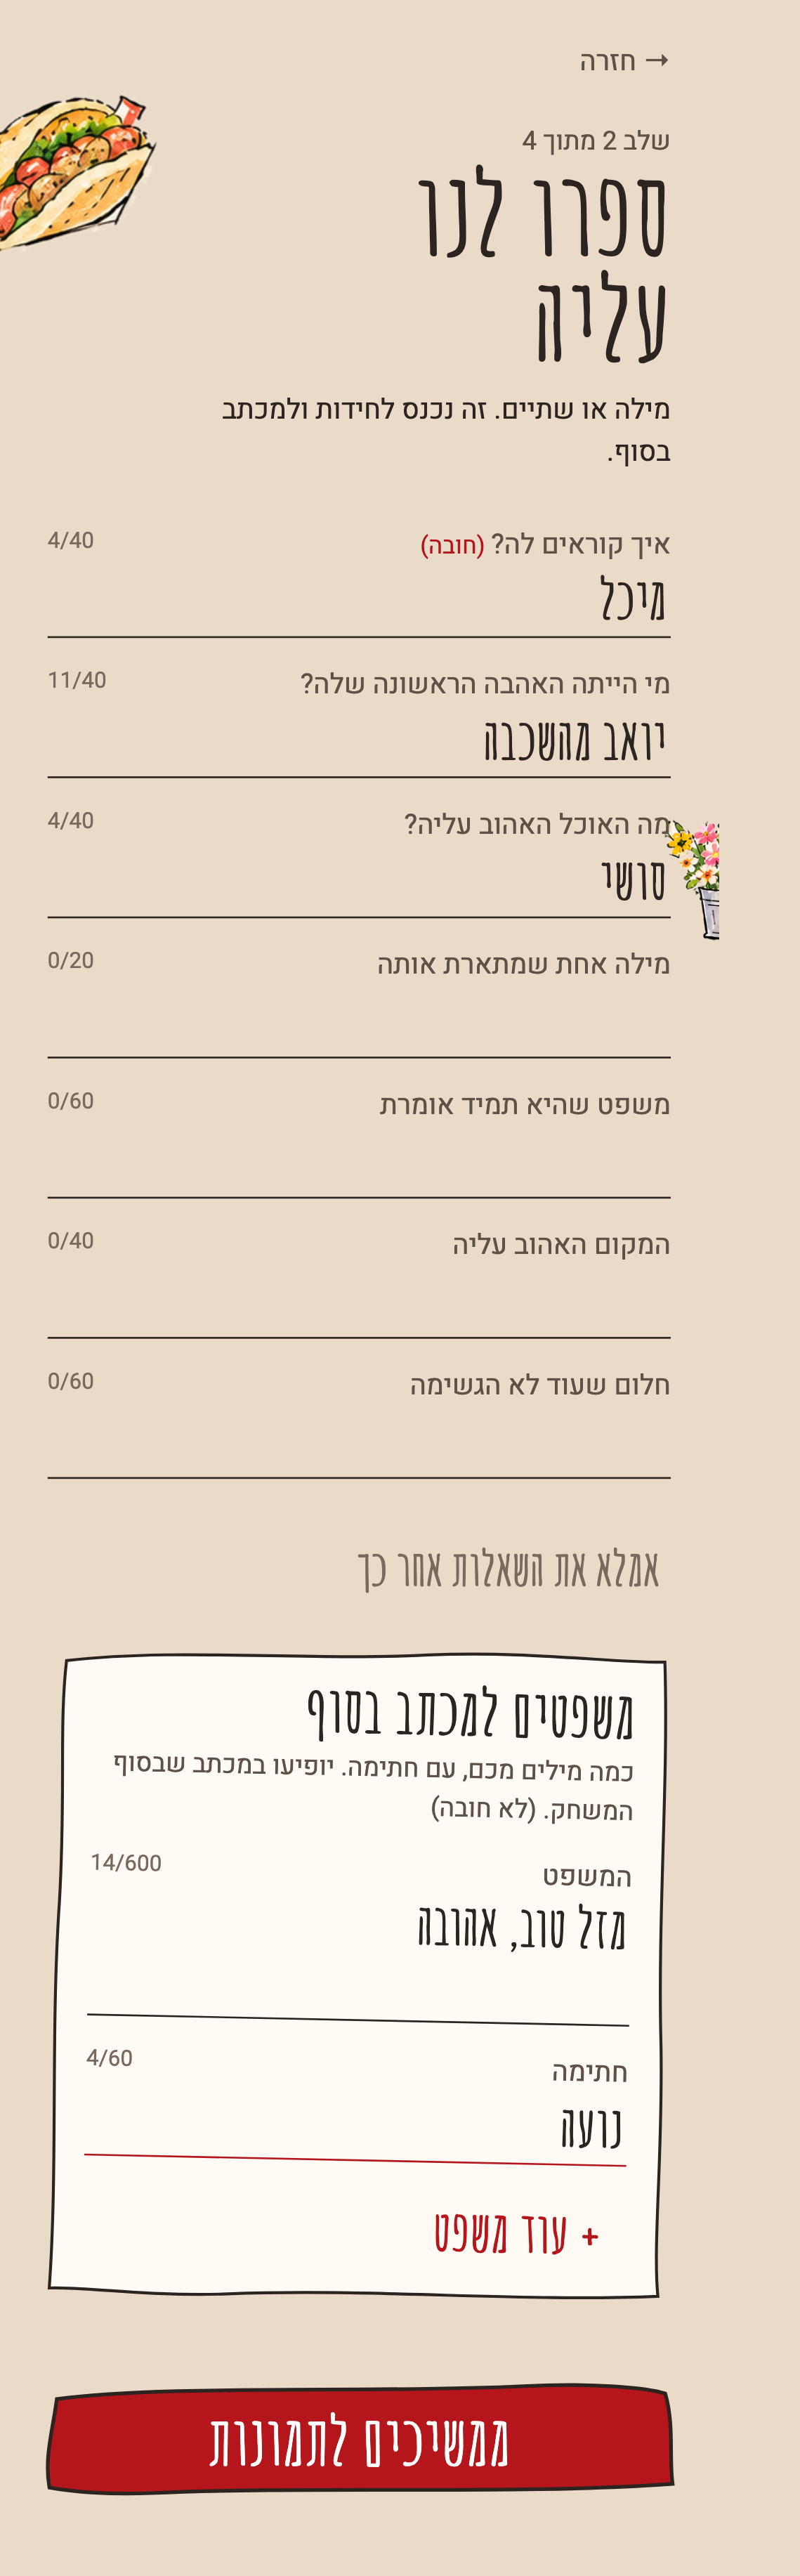 → חזרה
שלב 2 מתוך 4
ספרו לנו
עליה
מילה או שתיים. זה נכנס לחידות ולמכתב
בסוף.
איך קוראים לה? (חובה) 4/40
מיכל
מי הייתה האהבה הראשונה שלה? 11/40
יואב מהשכבה
מה האוכל האהוב עליה? 4/40
סושי
מילה אחת שמתארת אותה 0/20
משפט שהיא תמיד אומרת 0/60
המקום האהוב עליה 0/40
חלום שעוד לא הגשימה 0/60
אמלא את השאלות אחר כך
משפטים למכתב בסוף
כמה מילים מכם, עם חתימה. יופיעו במכתב שבסוף
המשחק. (לא חובה)
המשפט 14/600
מזל טוב, אהובה
חתימה 4/60
נועה
+ עוד משפט
ממשיכים לתמונות